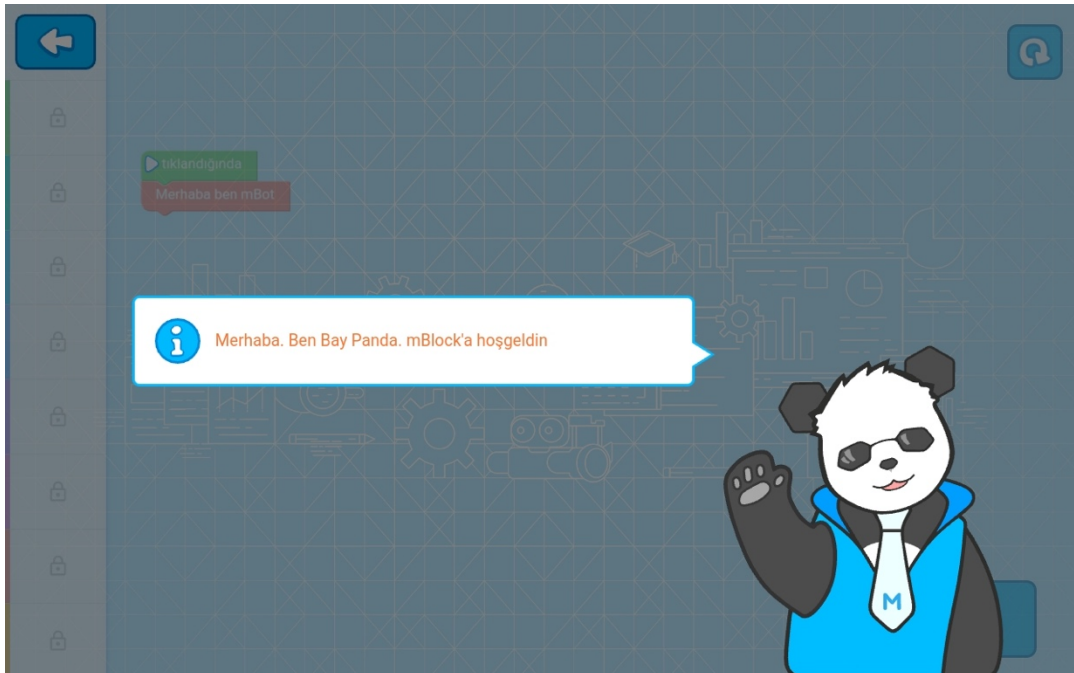 tıklandığında
Merhaba ben mBot
Merhaba. Ben Bay Panda. mBlock'a hoşgeldin
M